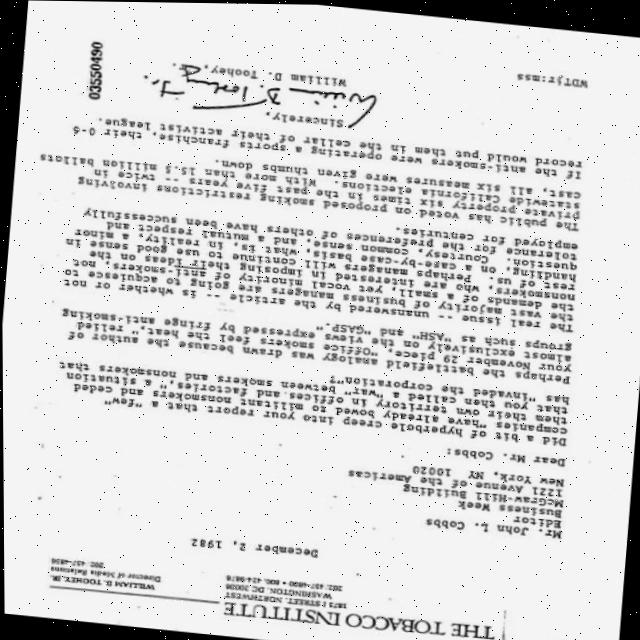 THE TOBACCO INSTITUTE
1875 I STREET, NORTHWEST
WASHINGTON, DC 20006
202/457-4800 • 800/424-9876
WILLIAM D. TOOHEY, JR.
Director of Media Relations
202/457-4856
December 2, 1982
Mr. John L. Cobbs
Editor
Business Week
McGraw-Hill Building
1221 Avenue of the Americas
New York, NY 10020
Dear Mr. Cobbs:
Did a bit of hyperbole creep into your report that a "few"
companies "have already bowed to militant nonsmokers and ceded
them their own territory in offices and factories," a situation
that you then called a "war" between smokers and nonsmokers that
has "invaded the corporation"?
Perhaps the battlefield analogy was drawn because the author of
your November 29 piece, "Office smokers feel the heat," relied
almost exclusively on the views expressed by fringe anti-smoking
groups such as "ASH" and "GASP."
The real issue -- unanswered by the article -- is whether or not
the vast majority of business managers are going to acquiesce to
the demands of a small, yet vocal minority of anti-smokers, not
nonsmokers, who are interested in imposing their ideas on the
rest of us. Perhaps managers will continue to use good sense in
handling, on a case-by-case basis, what is, in reality, a minor
question. Courtesy, common sense, and a mutual respect and
tolerance for the preferences of others have been successfully
employed for centuries.
The public has voted on proposed smoking restrictions involving
private property six times in the past five years -- twice in
statewide California elections. With more than 15.5 million ballots
cast, all six measures were given thumbs down.
If the anti-smokers were operating a sports franchise, their 0-6
record would put them in the cellar of their activist league.
Sincerely,
William D. Toohey, Jr.
William D. Toohey, Jr.
WDTjr:mss
03550490